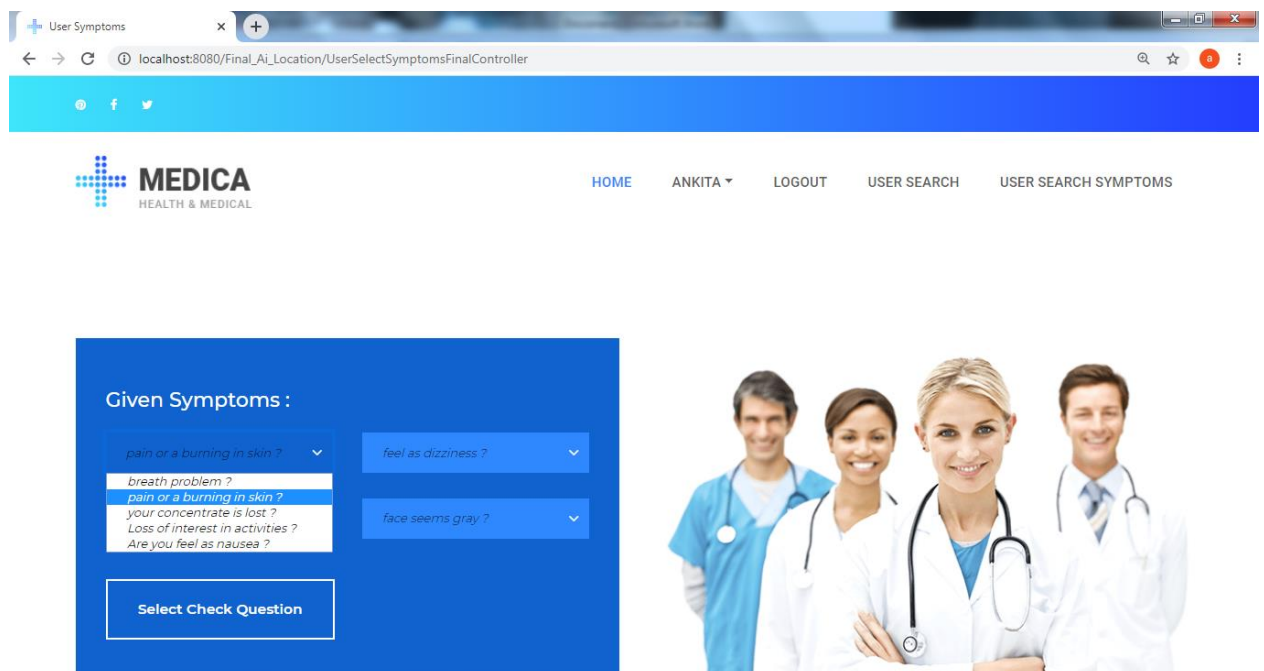 User Symptoms
localhost:8080/Final_Ai_Location/UserSelectSymptomsFinalController
a
MEDICA
HEALTH & MEDICAL
HOME ANKITA LOGOUT USER SEARCH USER SEARCH SYMPTOMS
Given Symptoms :
pain or a burning in skin ? feel as dizziness ?
breath problem ?
pain or a burning in skin ?
your concentrate is lost ?
Loss of interest in activities ?
Are you feel as nausea ?
face seems gray ?
Select Check Question